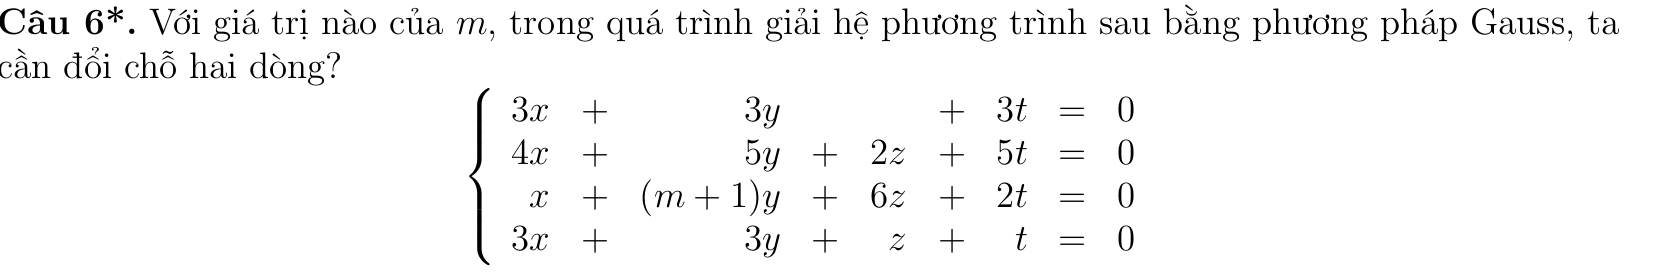 Câu 6*. Với giá trị nào của m, trong quá trình giải hệ phương trình sau bằng phương pháp Gauss, ta
cần đổi chỗ hai dòng?
3x + 3y + 3t = 0
4x + 5y + 2z + 5t = 0
x + (m + 1)y + 6z + 2t = 0
3x + 3y + z + t = 0